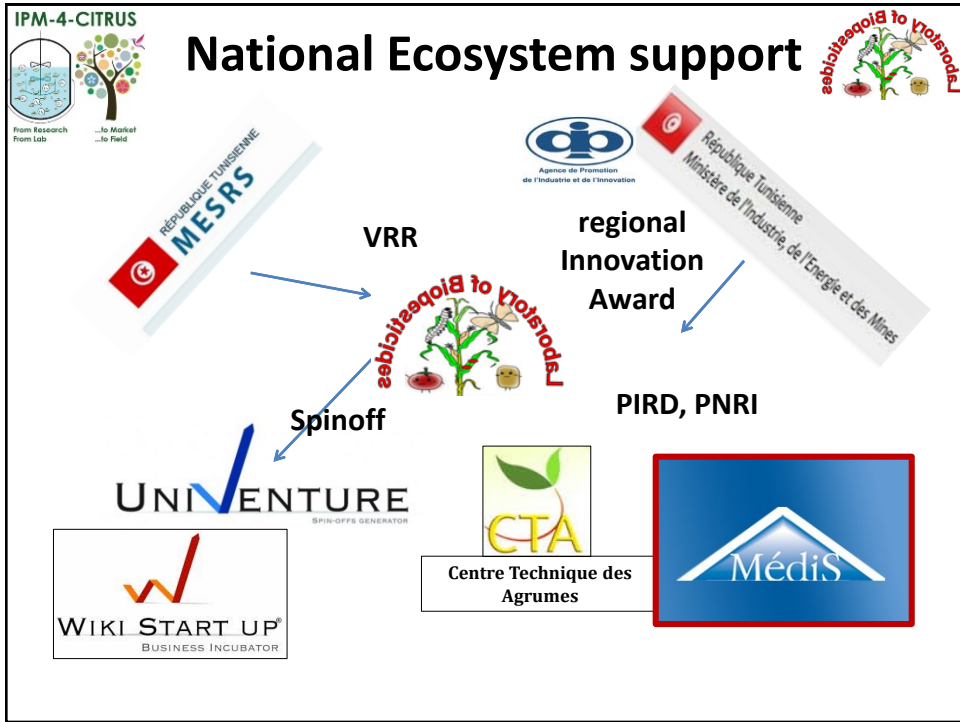 IPM-4-CITRUS
From Research
From Lab
...to Market
...to Field
National Ecosystem support
Laboratory of Biopesticides
RÉPUBLIQUE TUNISIENNE
MESRS
Agence de Promotion
de l'Industrie et de l'Innovation
République Tunisienne
Ministère de l'Industrie, de l'Energie et des Mines
VRR
regional
Innovation
Award
Laboratory of Biopesticides
PIRD, PNRI
Spinoff
UNIVENTURE
SPIN-OFFS GENERATOR
WIKI START UP®
BUSINESS INCUBATOR
CTA
Centre Technique des
Agrumes
MédiS